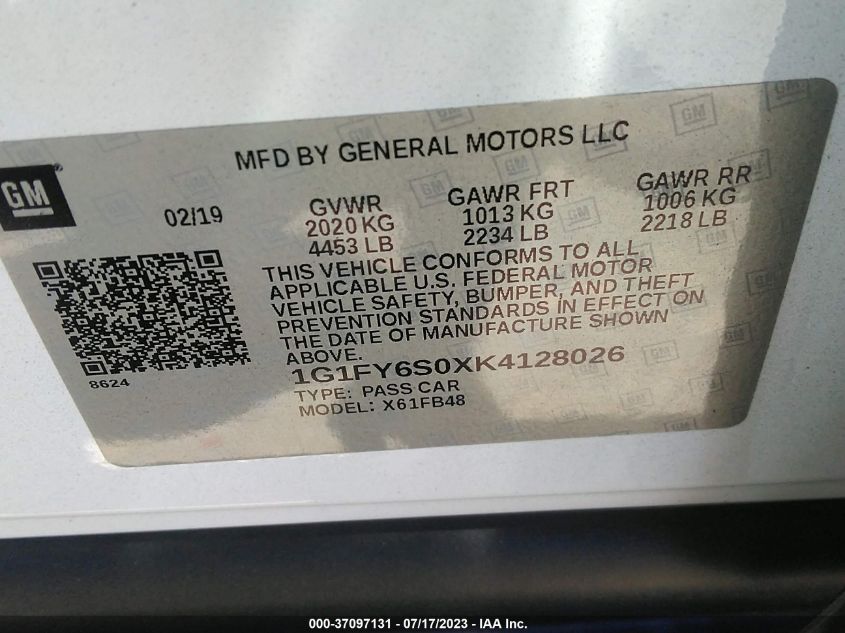 MFD BY GENERAL MOTORS LLC
GM
02/19
GVWR
2020 KG
4453 LB
GAWR FRT
1013 KG
2234 LB
GAWR RR
1006 KG
2218 LB
THIS VEHICLE CONFORMS TO ALL
APPLICABLE U.S. FEDERAL MOTOR
VEHICLE SAFETY, BUMPER, AND THEFT
PREVENTION STANDARDS IN EFFECT ON
THE DATE OF MANUFACTURE SHOWN
ABOVE.
8624
1G1FY6S0XK4128026
TYPE: PASS CAR
MODEL: X61FB48
000-37097131 - 07/17/2023 - IAA Inc.